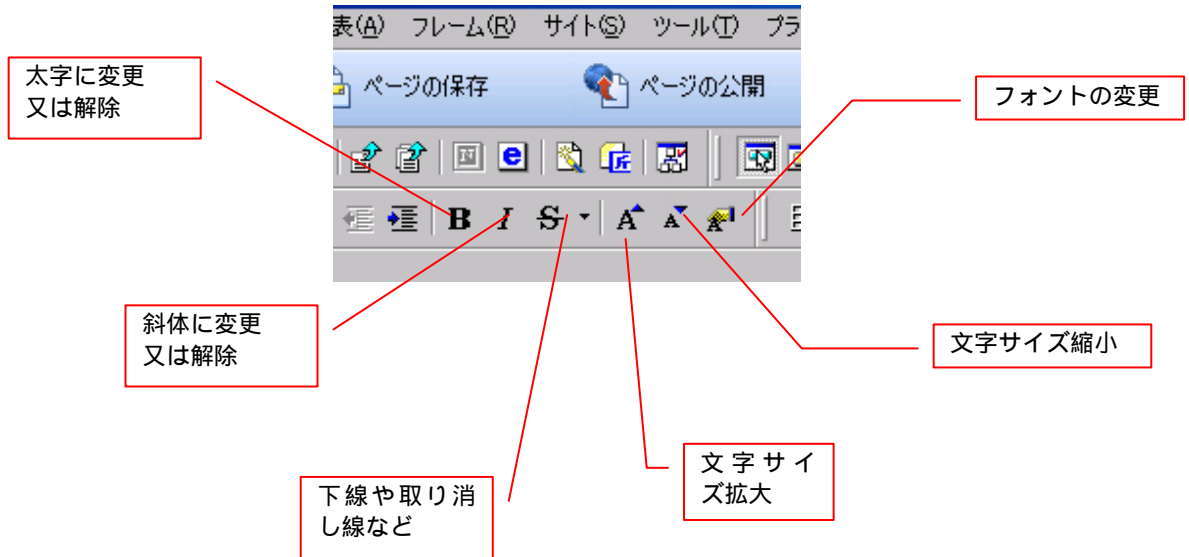 表(A) フレーム(R) サイト(S) ツール(T) プラ
太字に変更
又は解除
ページの保存 ページの公開
フォントの変更
N e 匠
B I S A A A
斜体に変更
又は解除
文字サイズ縮小
文字サイ
ズ拡大
下線や取り消
し線など